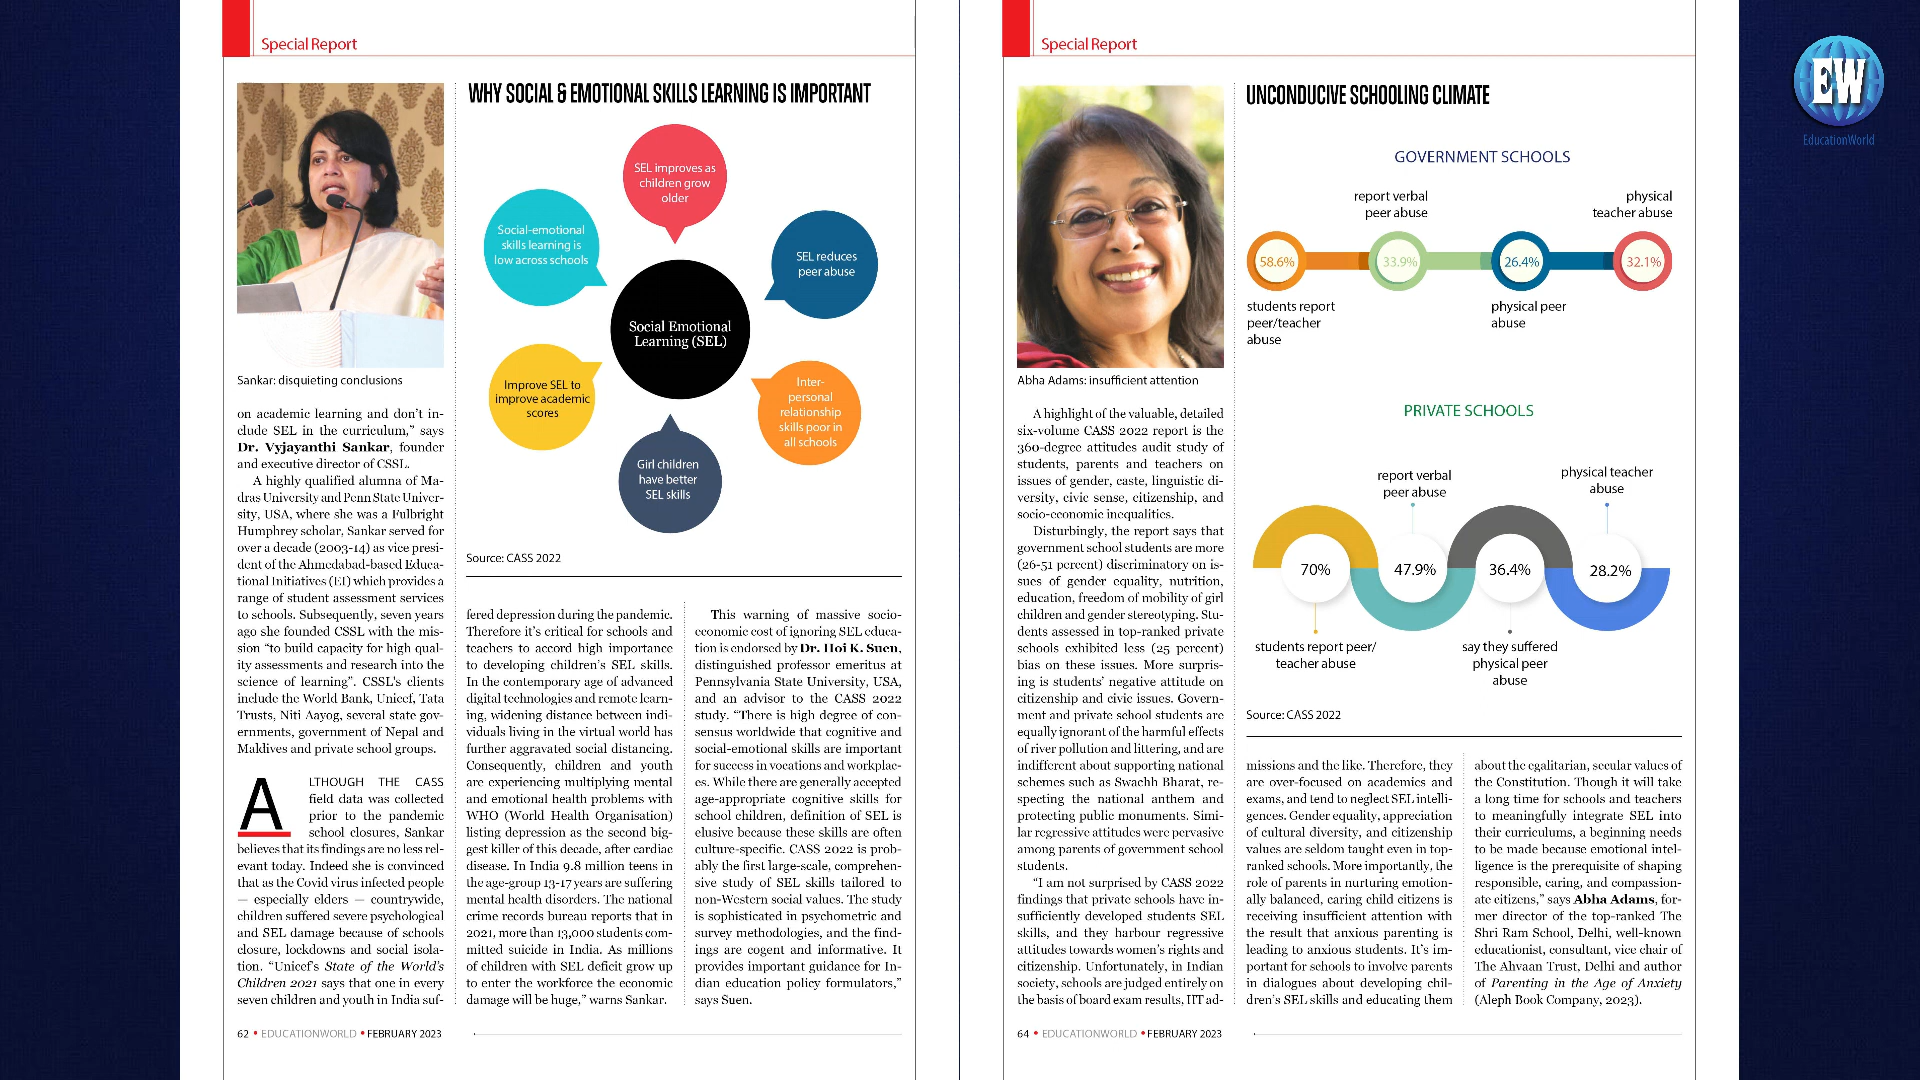 Special Report
WHY SOCIAL & EMOTIONAL SKILLS LEARNING IS IMPORTANT
SEL improves as
children grow
older
Social-emotional
skills learning is
low across schools
SEL reduces
peer abuse
Social Emotional
Learning (SEL)
Improve SEL to
improve academic
scores
Inter-
personal
relationship
skills poor in
all schools
Girl children
have better
SEL skills
Source: CASS 2022
Sankar: disquieting conclusions
on academic learning and don't in-
clude SEL in the curriculum," says
Dr. Vyjayanthi Sankar, founder
and executive director of CSSL.
A highly qualified alumna of Ma-
dras University and Penn State Univer-
sity, USA, where she was a Fulbright
Humphrey scholar, Sankar served for
over a decade (2003-14) as vice presi-
dent of the Ahmedabad-based Educa-
tional Initiatives (EI) which provides a
range of student assessment services
to schools. Subsequently, seven years
ago she founded CSSL with the mis-
sion "to build capacity for high qual-
ity assessments and research into the
science of learning". CSSL's clients
include the World Bank, Unicef, Tata
Trusts, Niti Aayog, several state gov-
ernments, government of Nepal and
Maldives and private school groups.
ALTHOUGH THE CASS
field data was collected
prior to the pandemic
school closures, Sankar
believes that its findings are no less rel-
evant today. Indeed she is convinced
that as the Covid virus infected people
— especially elders — countrywide,
children suffered severe psychological
and SEL damage because of schools
closure, lockdowns and social isola-
tion. "Unicef's State of the World's
Children 2021 says that one in every
seven children and youth in India suf-
fered depression during the pandemic.
Therefore it's critical for schools and
teachers to accord high importance
to developing children's SEL skills.
In the contemporary age of advanced
digital technologies and remote learn-
ing, widening distance between indi-
viduals living in the virtual world has
further aggravated social distancing.
Consequently, children and youth
are experiencing multiplying mental
and emotional health problems with
WHO (World Health Organisation)
listing depression as the second big-
gest killer of this decade, after cardiac
disease. In India 9.8 million teens in
the age-group 13-17 years are suffering
mental health disorders. The national
crime records bureau reports that in
2021, more than 13,000 students com-
mitted suicide in India. As millions
of children with SEL deficit grow up
to enter the workforce the economic
damage will be huge," warns Sankar.
This warning of massive socio-
economic cost of ignoring SEL educa-
tion is endorsed by Dr. Hoi K. Suen,
distinguished professor emeritus at
Pennsylvania State University, USA,
and an advisor to the CASS 2022
study. "There is high degree of con-
sensus worldwide that cognitive and
social-emotional skills are important
for success in vocations and workplac-
es. While there are generally accepted
age-appropriate cognitive skills for
school children, definition of SEL is
elusive because these skills are often
culture-specific. CASS 2022 is prob-
ably the first large-scale, comprehen-
sive study of SEL skills tailored to
non-Western social values. The study
is sophisticated in psychometric and
survey methodologies, and the find-
ings are cogent and informative. It
provides important guidance for In-
dian education policy formulators,"
says Suen.
62 • EDUCATIONWORLD • FEBRUARY 2023
Special Report
UNCONDUCIVE SCHOOLING CLIMATE
GOVERNMENT SCHOOLS
report verbal
peer abuse
physical
teacher abuse
58.6%
33.9%
26.4%
32.1%
students report
peer/teacher
abuse
physical peer
abuse
PRIVATE SCHOOLS
report verbal
peer abuse
physical teacher
abuse
70%
47.9%
36.4%
28.2%
students report peer/
teacher abuse
say they suffered
physical peer
abuse
Source: CASS 2022
Abha Adams: insufficient attention
A highlight of the valuable, detailed
six-volume CASS 2022 report is the
360-degree attitudes audit study of
students, parents and teachers on
issues of gender, caste, linguistic di-
versity, civic sense, citizenship, and
socio-economic inequalities.
Disturbingly, the report says that
government school students are more
(26-51 percent) discriminatory on is-
sues of gender equality, nutrition,
education, freedom of mobility of girl
children and gender stereotyping. Stu-
dents assessed in top-ranked private
schools exhibited less (25 percent)
bias on these issues. More surpris-
ing is students' negative attitude on
citizenship and civic issues. Govern-
ment and private school students are
equally ignorant of the harmful effects
of river pollution and littering, and are
indifferent about supporting national
schemes such as Swachh Bharat, re-
specting the national anthem and
protecting public monuments. Simi-
lar regressive attitudes were pervasive
among parents of government school
students.
"I am not surprised by CASS 2022
findings that private schools have in-
sufficiently developed students SEL
skills, and they harbour regressive
attitudes towards women's rights and
citizenship. Unfortunately, in Indian
society, schools are judged entirely on
the basis of board exam results, IIT ad-
missions and the like. Therefore, they
are over-focused on academics and
exams, and tend to neglect SEL intelli-
gences. Gender equality, appreciation
of cultural diversity, and citizenship
values are seldom taught even in top-
ranked schools. More importantly, the
role of parents in nurturing emotion-
ally balanced, caring child citizens is
receiving insufficient attention with
the result that anxious parenting is
leading to anxious students. It's im-
portant for schools to involve parents
in dialogues about developing chil-
dren's SEL skills and educating them
about the egalitarian, secular values of
the Constitution. Though it will take
a long time for schools and teachers
to meaningfully integrate SEL into
their curriculums, a beginning needs
to be made because emotional intel-
ligence is the prerequisite of shaping
responsible, caring, and compassion-
ate citizens," says Abha Adams, for-
mer director of the top-ranked The
Shri Ram School, Delhi, well-known
educationist, consultant, vice chair of
The Ahvaan Trust, Delhi and author
of Parenting in the Age of Anxiety
(Aleph Book Company, 2023).
64 • EDUCATIONWORLD • FEBRUARY 2023
EW
EducationWorld